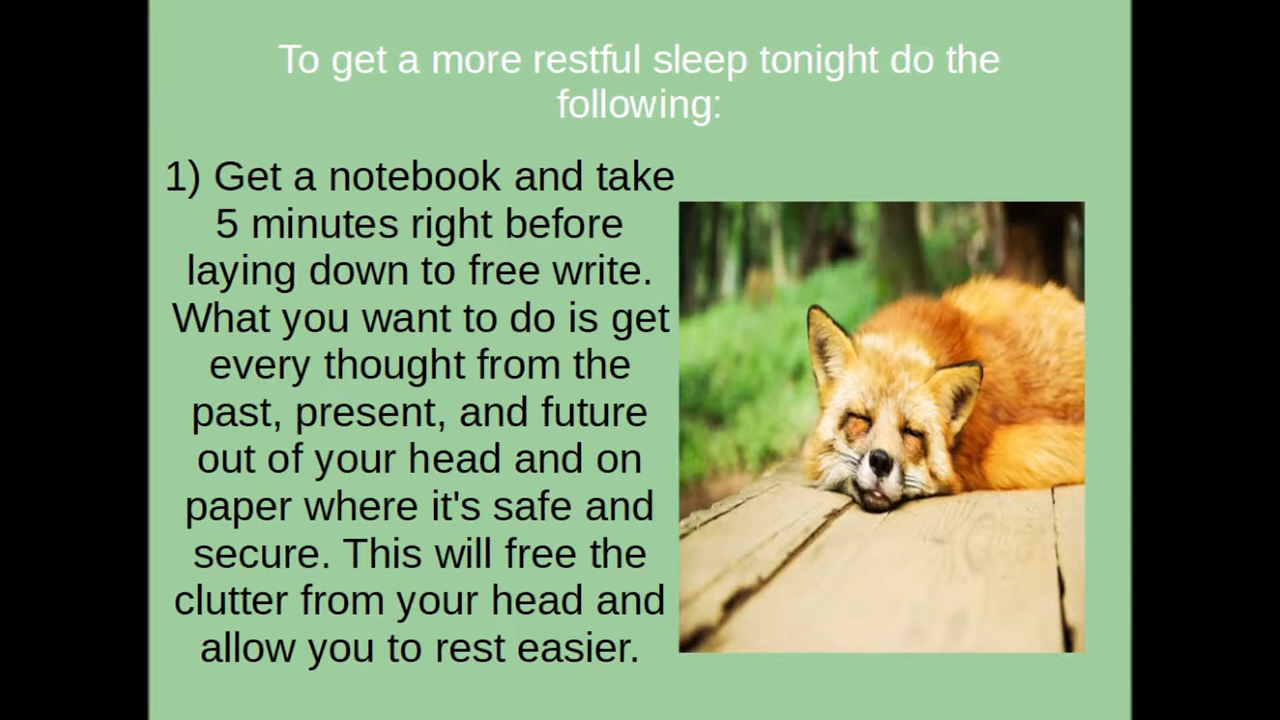 To get a more restful sleep tonight do the
following:
1) Get a notebook and take
5 minutes right before
laying down to free write.
What you want to do is get
every thought from the
past, present, and future
out of your head and on
paper where it's safe and
secure. This will free the
clutter from your head and
allow you to rest easier.